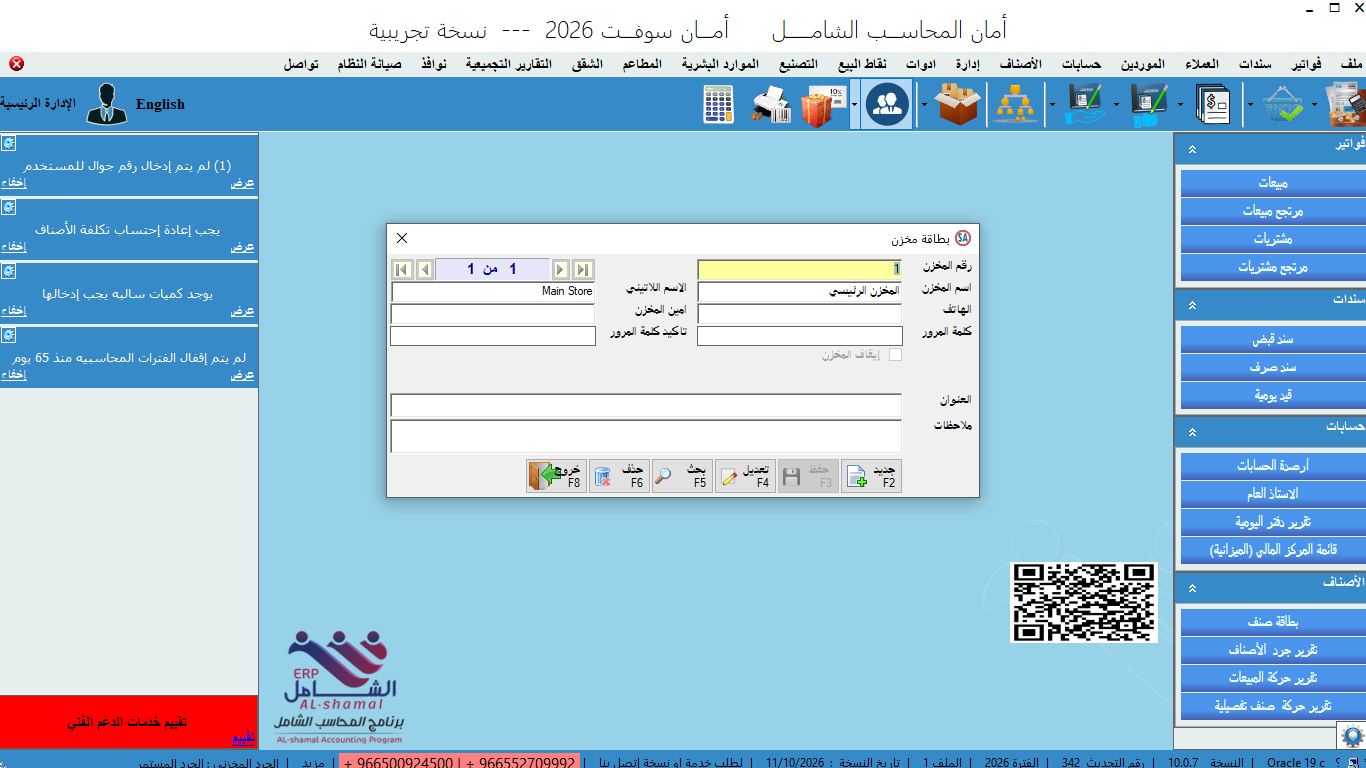 أمان المحاسب الشامل أمان سوفت 2026 --- نسخة تجريبية
ملف فواتير سندات العملاء الموردين حسابات الأصناف إدارة ادوات نقاط البيع التصنيع الموارد البشرية المطاعم الشقق التقارير التجميعية نوافذ صيانة النظام تواصل
English الإدارة الرئيسية
10%
فواتير
مبيعات
مرتجع مبيعات
مشتريات
مرتجع مشتريات
سندات
سند قبض
سند صرف
قيد يومية
حسابات
أرصدة الحسابات
الاستاذ العام
تقرير دفتر اليومية
قائمة المركز المالي (الميزانية)
الأصناف
بطاقة صنف
تقرير جرد الأصناف
تقرير حركة المبيعات
تقرير حركة صنف تفصيلية
بطاقة مخزن
رقم المخزن 1
1 من 1
اسم المخزن المخزن الرئيسي
الاسم اللاتيني Main Store
الهاتف
امين المخزن
كلمة المرور
تاكيد كلمة المرور
إيقاف المخزن
العنوان
ملاحظات
جديد F2
حفظ F3
تعديل F4
بحث F5
حذف F6
خروج F8
(1) لم يتم إدخال رقم جوال للمستخدم
عرض إخفاء
يجب إعادة إحتساب تكلفة الأصناف
عرض إخفاء
يوجد كميات سالبه يجب إدخالها
عرض إخفاء
لم يتم إقفال الفترات المحاسبيه منذ 65 يوم
عرض إخفاء
ERP
الشامل
AL-shamal
برنامج المحاسب الشامل
AL-shamal Accounting Program
تقييم خدمات الدعم الفني
تقييم
Oracle 19 c | النسخة 10.0.7 | رقم التحديث 342 | الفترة 2026 | الملف 1 | تاريخ النسخة : 11/10/2026 | لطلب خدمة او نسخة إتصل بنا | + 966500924500 | + 966552709992 | مزيد | الجرد المخزني : الجرد المستمر